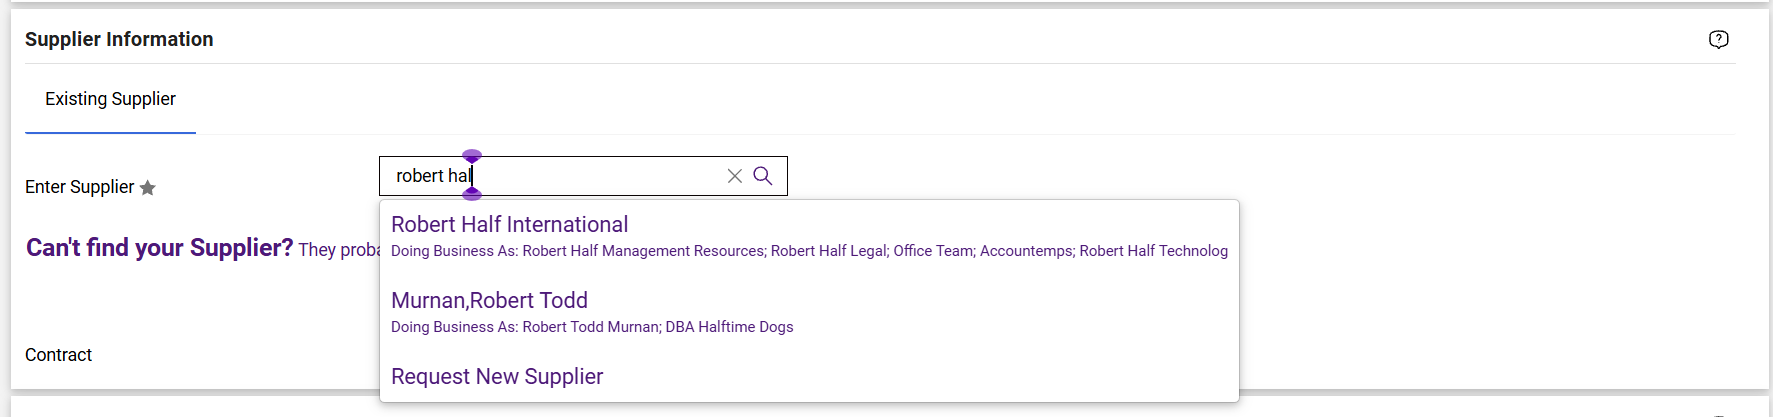 Supplier Information
Existing Supplier
Enter Supplier
robert hal
Robert Half International
Doing Business As: Robert Half Management Resources; Robert Half Legal; Office Team; Accountemps; Robert Half Technolog
Can't find your Supplier? They proba
Murnan,Robert Todd
Doing Business As: Robert Todd Murnan; DBA Halftime Dogs
Contract
Request New Supplier